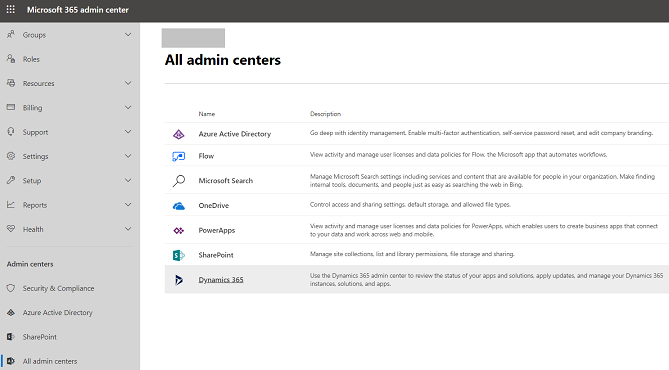 Microsoft 365 admin center
Groups
Roles
Resources
Billing
Support
Settings
Setup
Reports
Health
Admin centers
Security & Compliance
Azure Active Directory
SharePoint
All admin centers
All admin centers
Name Description
Azure Active Directory Go deep with identity management. Enable multi-factor authentication, self-service password reset, and edit company branding.
Flow View activity and manage user licenses and data policies for Flow, the Microsoft app that automates workflows.
Microsoft Search Manage Microsoft Search settings including services and content that are available for people in your organization. Make finding
internal tools, documents, and people just as easy as searching the web in Bing.
OneDrive Control access and sharing settings, default storage, and allowed file types.
PowerApps View activity and manage user licenses and data policies for PowerApps, which enables users to create business apps that connect
to your data and work across web and mobile.
SharePoint Manage site collections, list and library permissions, file storage and sharing.
Dynamics 365 Use the Dynamics 365 admin center to review the status of your apps and solutions, apply updates, and manage your Dynamics 365
instances, solutions, and apps.